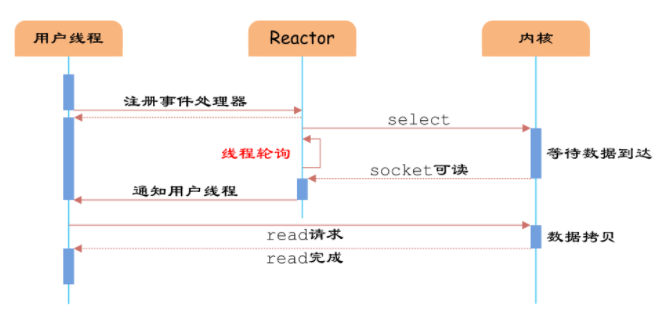 用户线程
Reactor
内核
注册事件处理器
select
线程轮询
等待数据到达
socket可读
通知用户线程
read请求
数据拷贝
read完成